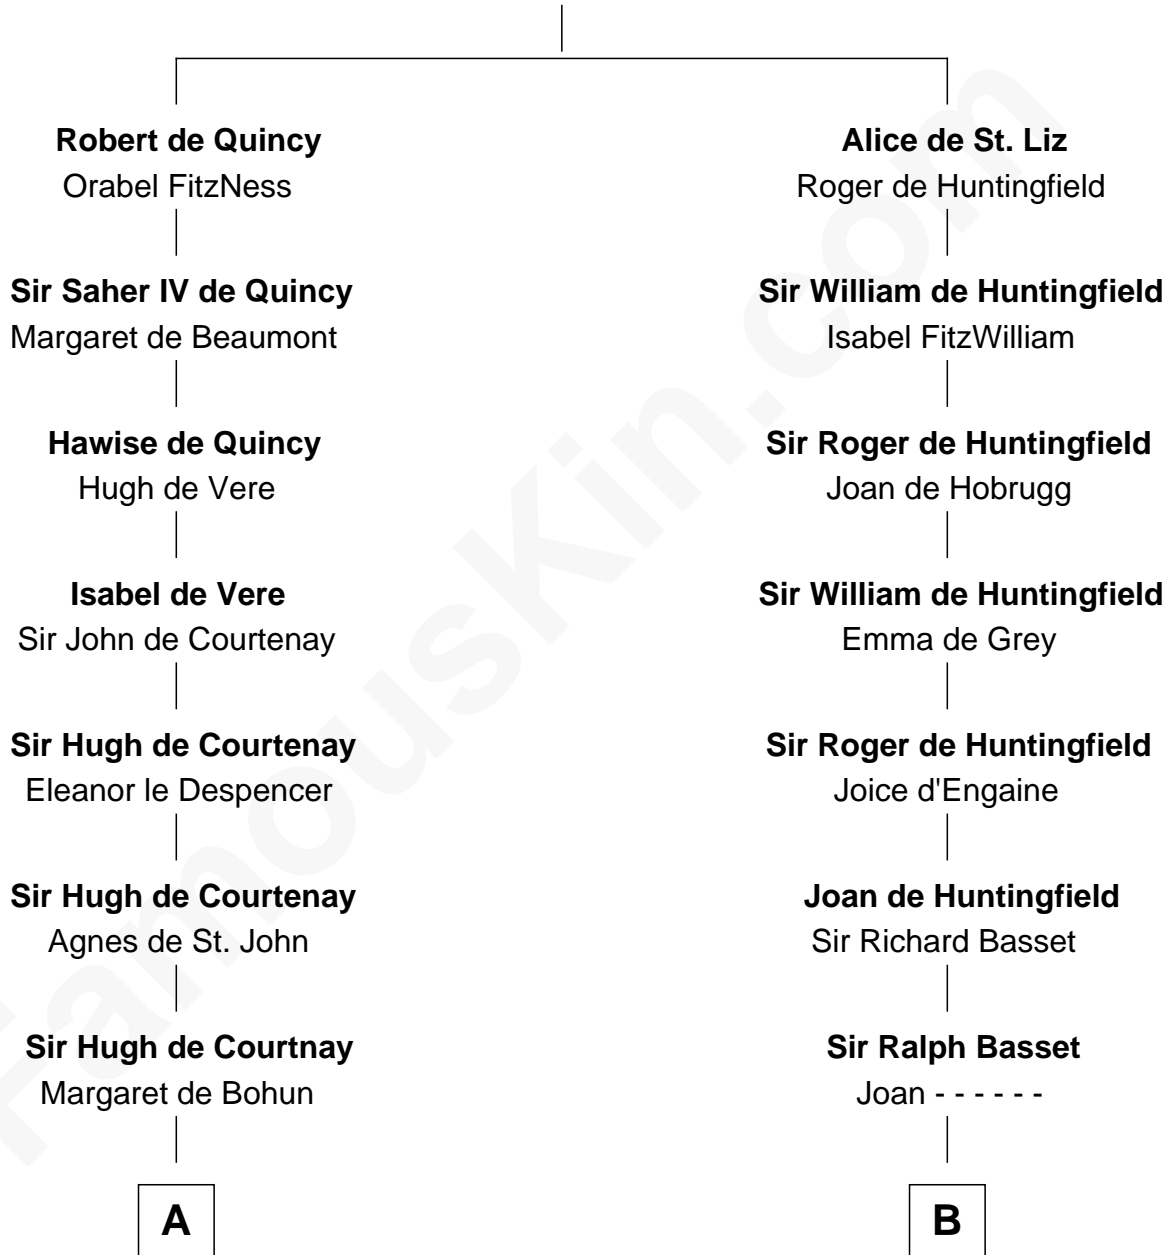 Robert de Quincy
Orabel FitzNess
Alice de St. Liz
Roger de Huntingfield
Sir Saher IV de Quincy
Margaret de Beaumont
Sir William de Huntingfield
Isabel FitzWilliam
Hawise de Quincy
Hugh de Vere
Sir Roger de Huntingfield
Joan de Hobrugg
Isabel de Vere
Sir John de Courtenay
Sir William de Huntingfield
Emma de Grey
Sir Hugh de Courtenay
Eleanor le Despencer
Sir Roger de Huntingfield
Joice d'Engaine
Sir Hugh de Courtenay
Agnes de St. John
Joan de Huntingfield
Sir Richard Basset
Sir Hugh de Courtnay
Margaret de Bohun
Sir Ralph Basset
Joan - - - - - -
A
B
FamousKin.com